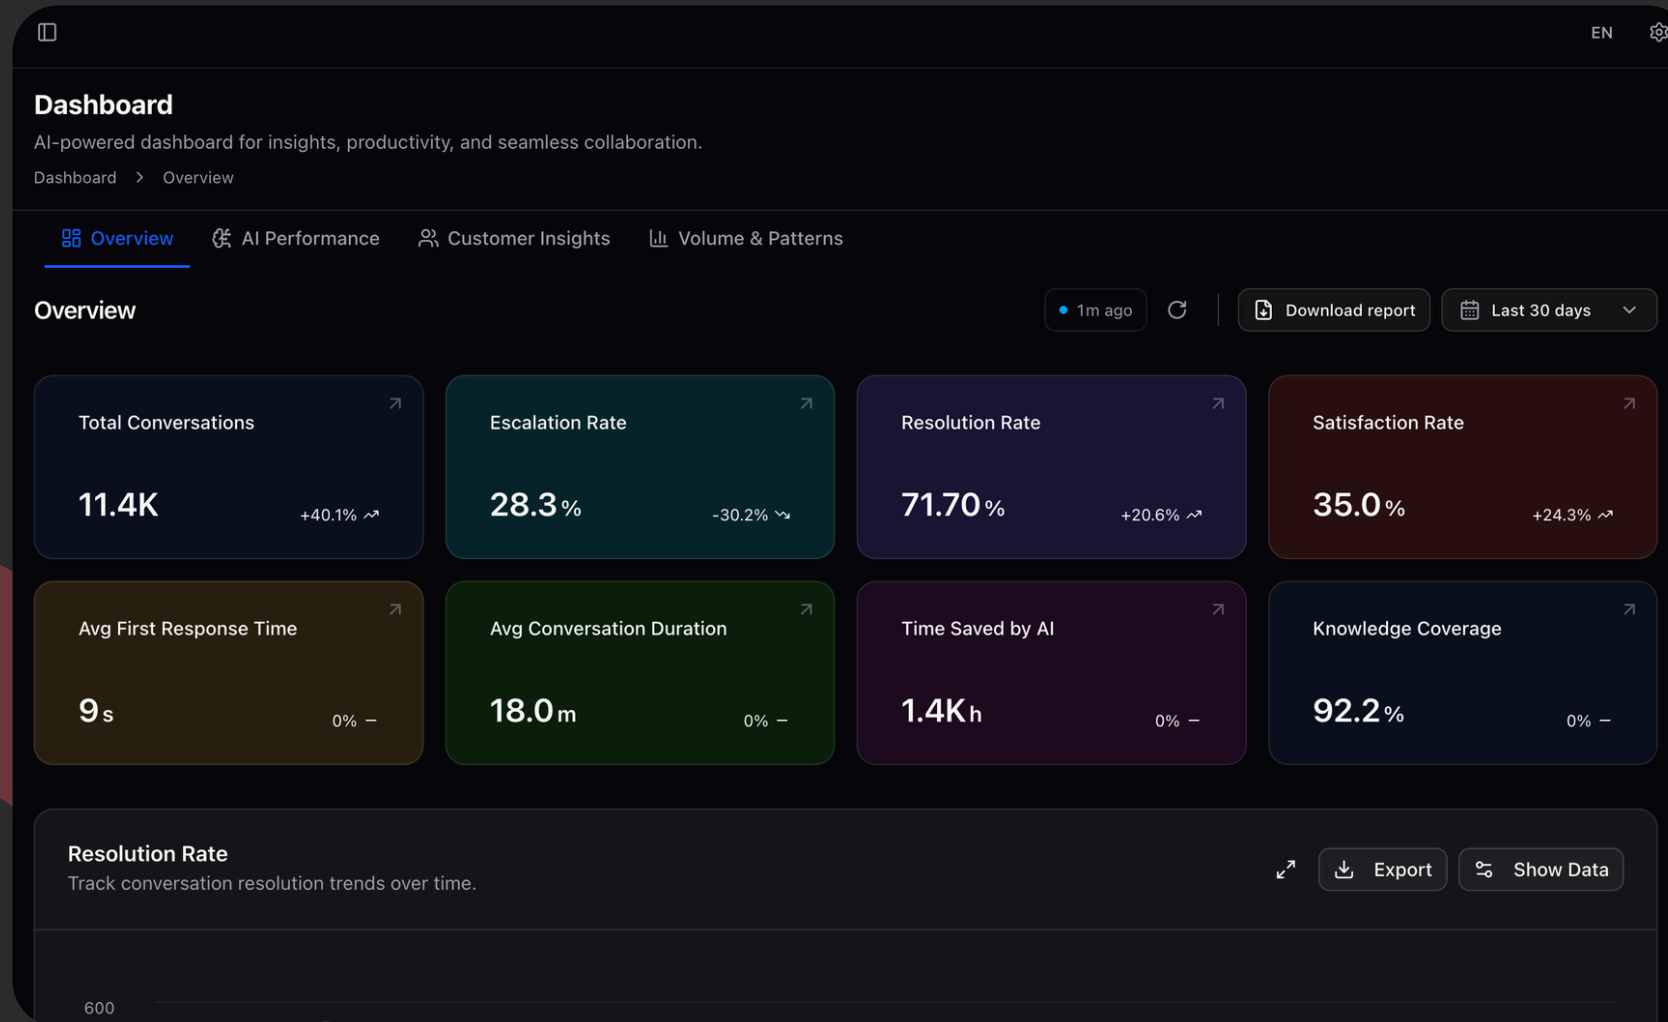 EN
Dashboard
AI-powered dashboard for insights, productivity, and seamless collaboration.
Dashboard > Overview
Overview AI Performance Customer Insights Volume & Patterns
Overview
1m ago
Download report
Last 30 days
Total Conversations
11.4K
+40.1%
Escalation Rate
28.3%
-30.2%
Resolution Rate
71.70%
+20.6%
Satisfaction Rate
35.0%
+24.3%
Avg First Response Time
9s
0% –
Avg Conversation Duration
18.0m
0% –
Time Saved by AI
1.4Kh
0% –
Knowledge Coverage
92.2%
0% –
Resolution Rate
Track conversation resolution trends over time.
Export
Show Data
600